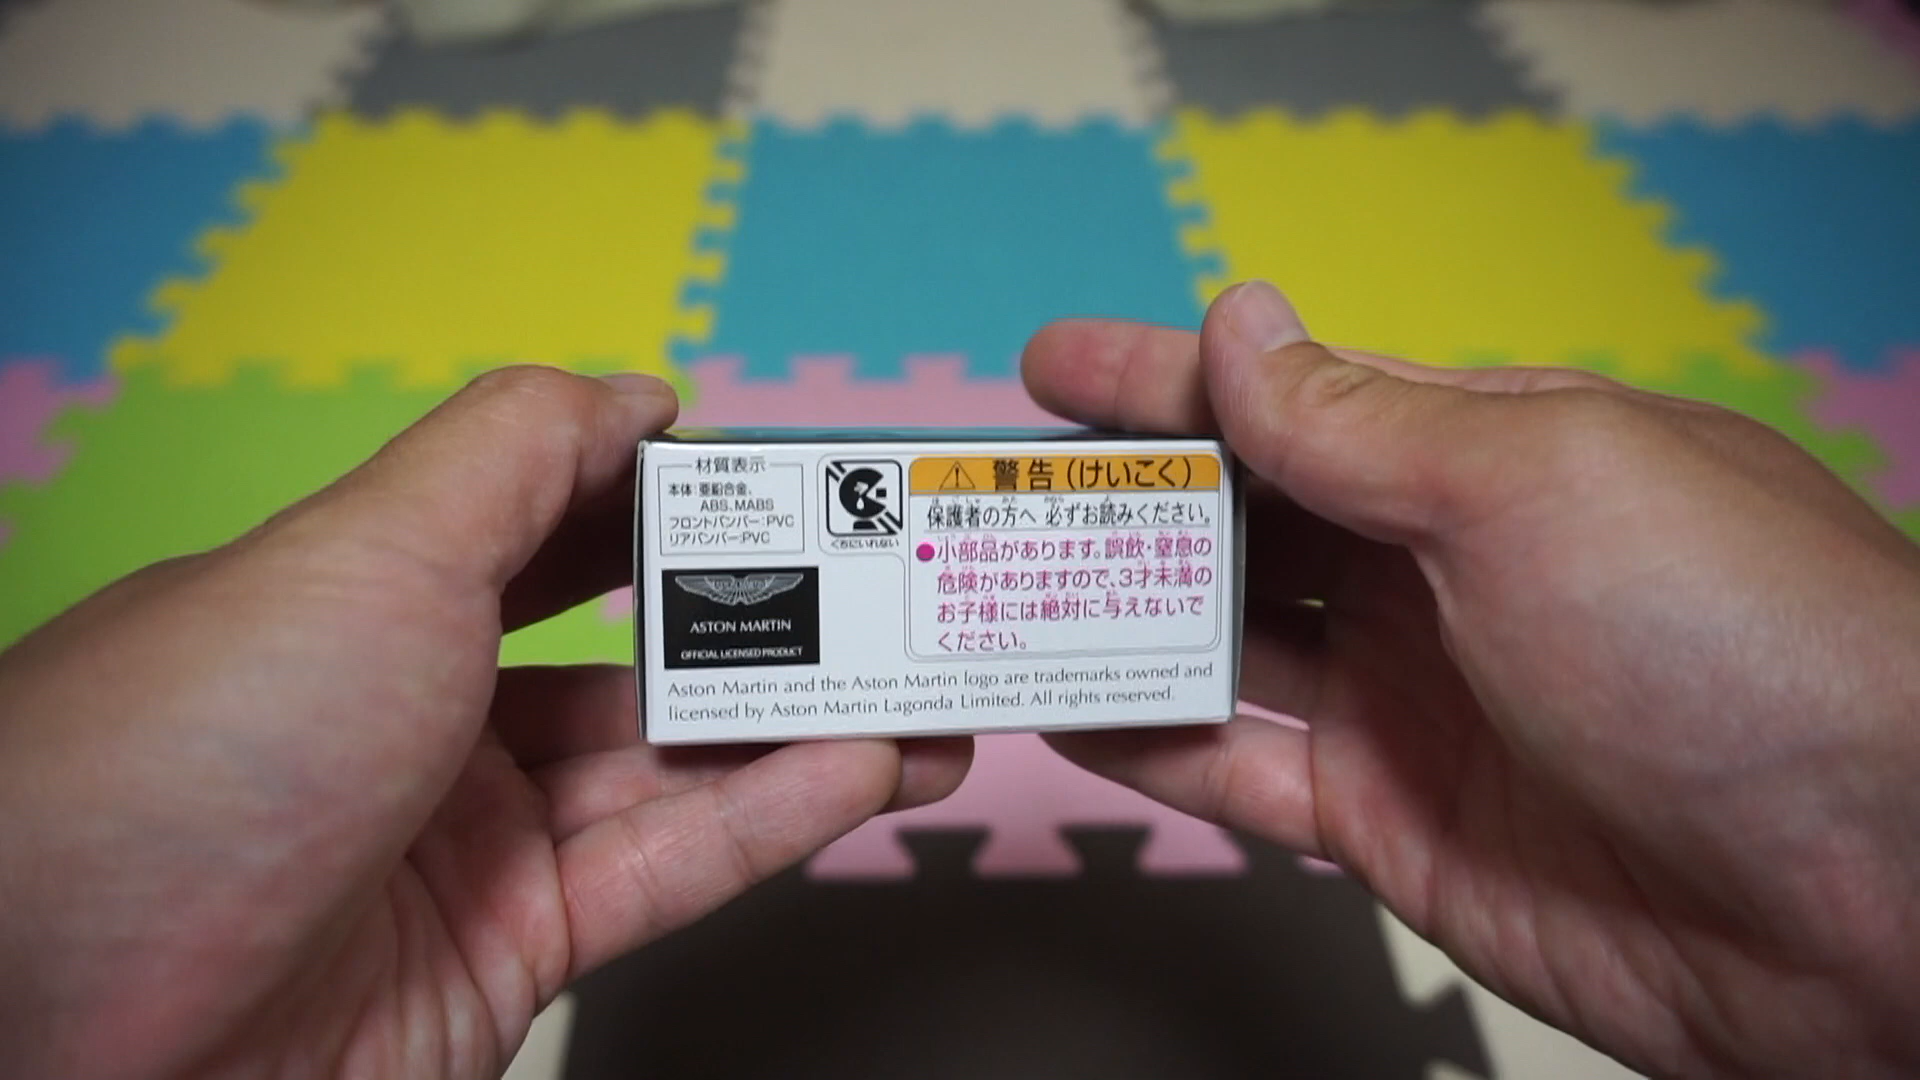 材質表示
本体:亜鉛合金、
ABS、MABS
フロントバンパー:PVC
リアバンパー:PVC
くちにいれない
警告(けいこく)
保護者の方へ 必ずお読みください。
●小部品があります。誤飲・窒息の
危険がありますので、3才未満の
お子様には絶対に与えないで
ください。
ASTON MARTIN
OFFICIAL LICENSED PRODUCT
Aston Martin and the Aston Martin logo are trademarks owned and
licensed by Aston Martin Lagonda Limited. All rights reserved.